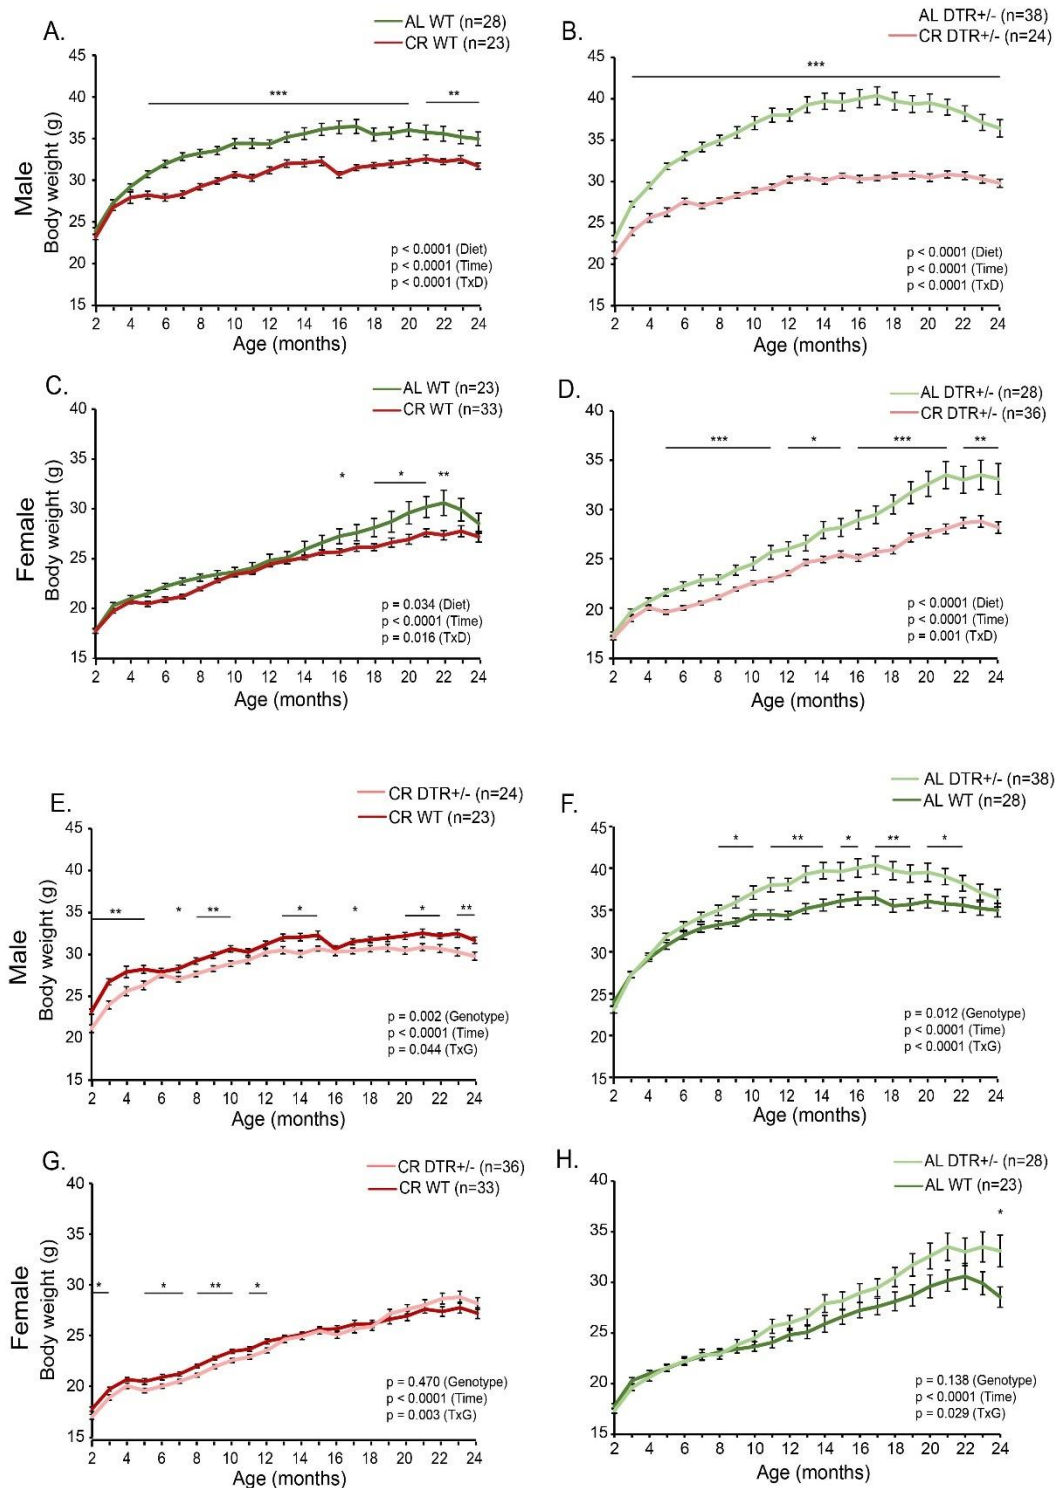 A.
AL WT (n=28)
CR WT (n=23)
45
40
35
30
25
20
15
*** **
Male
Body weight (g)
p < 0.0001 (Diet)
p < 0.0001 (Time)
p < 0.0001 (TxD)
2 4 6 8 10 12 14 16 18 20 22 24
Age (months)
B.
AL DTR+/- (n=38)
CR DTR+/- (n=24)
45
40
35
30
25
20
15
***
p < 0.0001 (Diet)
p < 0.0001 (Time)
p < 0.0001 (TxD)
2 4 6 8 10 12 14 16 18 20 22 24
Age (months)
C.
AL WT (n=23)
CR WT (n=33)
40
35
30
25
20
15
* * **
Female
Body weight (g)
p = 0.034 (Diet)
p < 0.0001 (Time)
p = 0.016 (TxD)
2 4 6 8 10 12 14 16 18 20 22 24
Age (months)
D.
AL DTR+/- (n=28)
CR DTR+/- (n=36)
40
35
30
25
20
15
*** * *** **
p < 0.0001 (Diet)
p < 0.0001 (Time)
p = 0.001 (TxD)
2 4 6 8 10 12 14 16 18 20 22 24
Age (months)
E.
CR DTR+/- (n=24)
CR WT (n=23)
45
40
35
30
25
20
15
** * ** * * * **
Male
Body weight (g)
p = 0.002 (Genotype)
p < 0.0001 (Time)
p = 0.044 (TxG)
2 4 6 8 10 12 14 16 18 20 22 24
Age (months)
F.
AL DTR+/- (n=38)
AL WT (n=28)
45
40
35
30
25
20
15
* ** * ** *
p = 0.012 (Genotype)
p < 0.0001 (Time)
p < 0.0001 (TxG)
2 4 6 8 10 12 14 16 18 20 22 24
Age (months)
G.
CR DTR+/- (n=36)
CR WT (n=33)
40
35
30
25
20
15
* * ** *
Female
Body weight (g)
p = 0.470 (Genotype)
p < 0.0001 (Time)
p = 0.003 (TxG)
2 4 6 8 10 12 14 16 18 20 22 24
Age (months)
H.
AL DTR+/- (n=28)
AL WT (n=23)
40
35
30
25
20
15
*
p = 0.138 (Genotype)
p < 0.0001 (Time)
p = 0.029 (TxG)
2 4 6 8 10 12 14 16 18 20 22 24
Age (months)